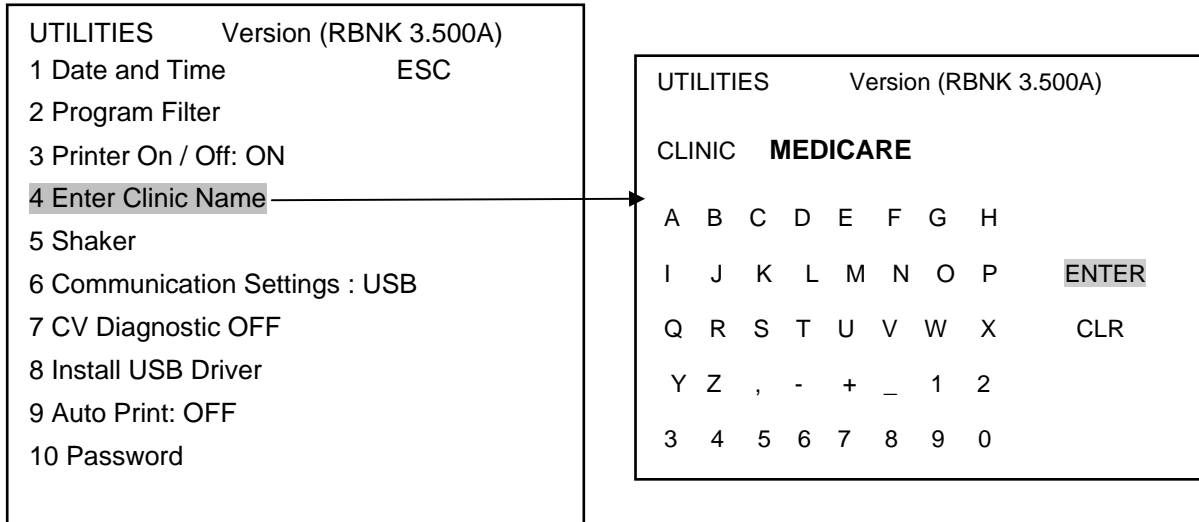 UTILITIES Version (RBNK 3.500A)
1 Date and Time ESC
2 Program Filter
3 Printer On / Off: ON
4 Enter Clinic Name
5 Shaker
6 Communication Settings : USB
7 CV Diagnostic OFF
8 Install USB Driver
9 Auto Print: OFF
10 Password
UTILITIES Version (RBNK 3.500A)
CLINIC MEDICARE
A B C D E F G H
I J K L M N O P ENTER
Q R S T U V W X CLR
Y Z , - + _ 1 2
3 4 5 6 7 8 9 0